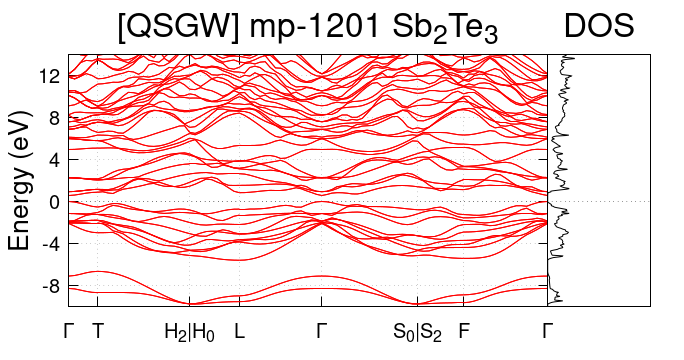 [QSGW] mp-1201 Sb₂Te₃ DOS
Energy (eV)
12
8
4
0
-4
-8
Γ T H₂|H₀ L Γ S₀|S₂ F Γ